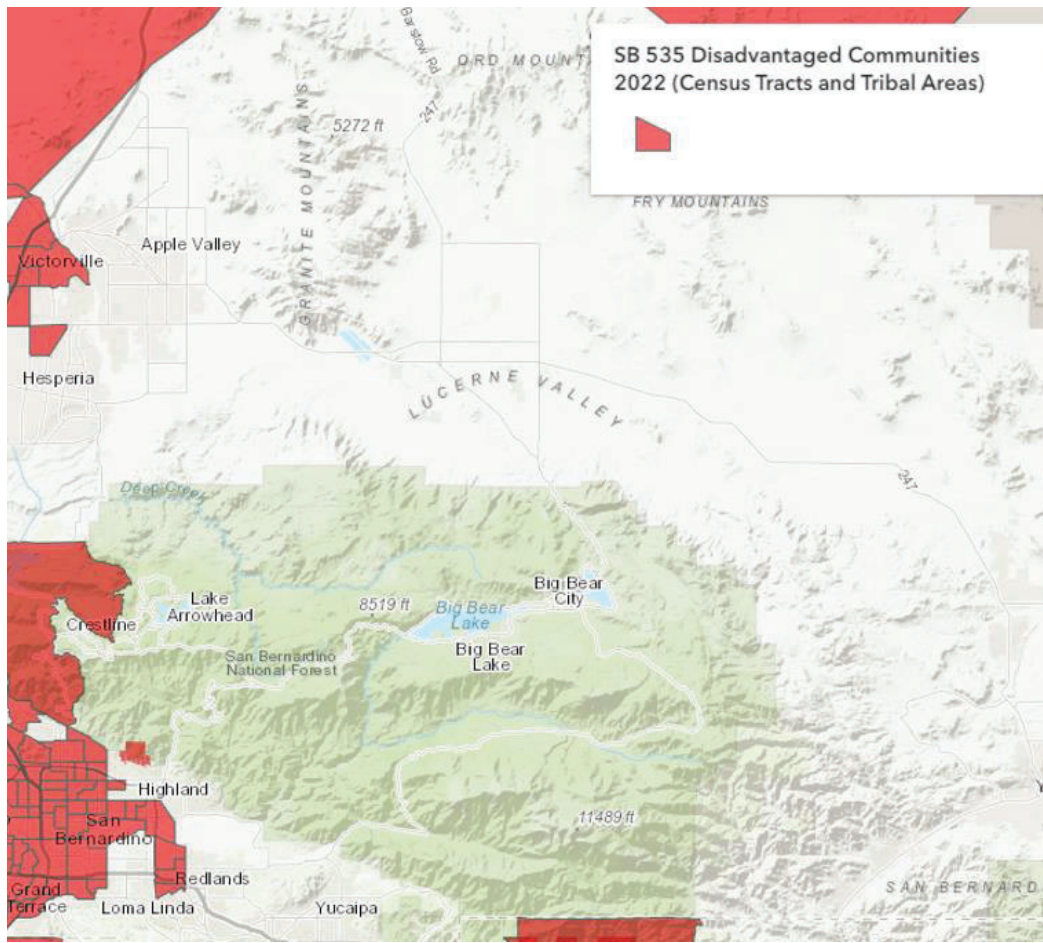 Barstow Rd
ORD MOUNT
SB 535 Disadvantaged Communities
2022 (Census Tracts and Tribal Areas)
247
5272 ft
GRANITE MOUNTAINS
FRY MOUNTAINS
Apple Valley
Victorville
Hesperia
LUCERNE VALLEY
247
Deep Creek
Lake
Arrowhead
8519 ft
Big Bear
Lake
Big Bear
City
Crestline
Big Bear
Lake
San Bernardino
National Forest
Highland
San
Bernardino
11489 ft
Grand
Terrace
Redlands
Loma Linda
Yucaipa
SAN BERNARD
Y